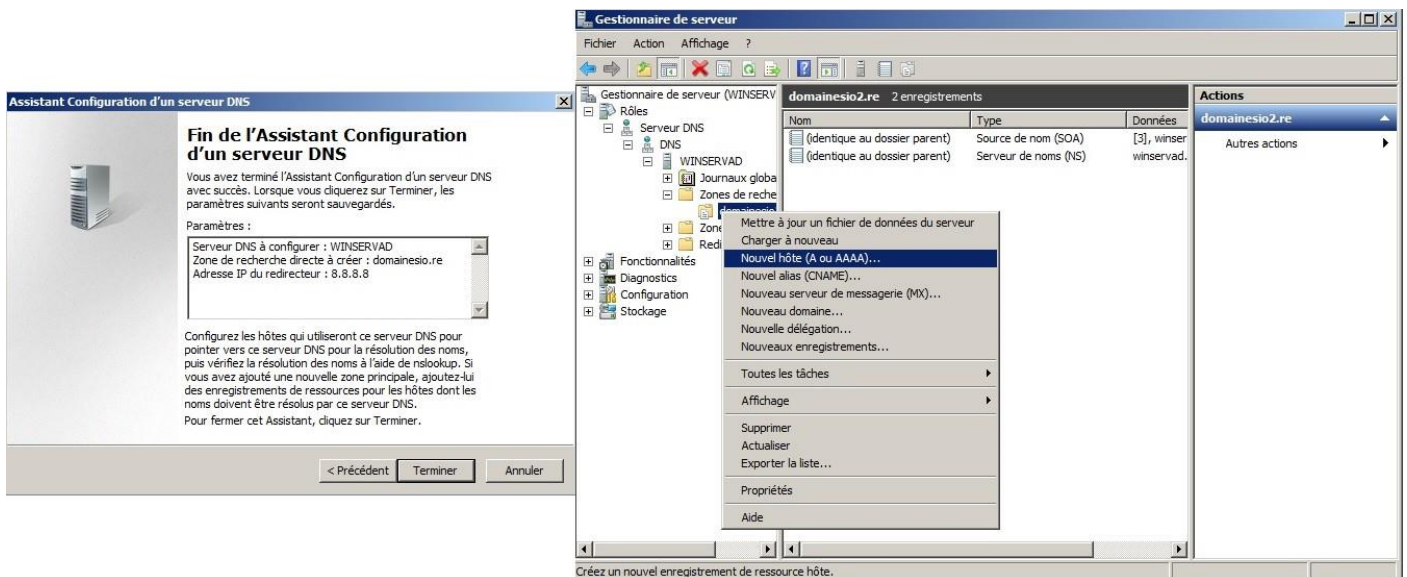 Assistant Configuration d'un serveur DNS
Fin de l'Assistant Configuration
d'un serveur DNS
Vous avez terminé l'Assistant Configuration d'un serveur DNS
avec succès. Lorsque vous cliquerez sur Terminer, les
paramètres suivants seront sauvegardés.
Paramètres :
Serveur DNS à configurer : WINSERVAD
Zone de recherche directe à créer : domainesio.re
Adresse IP du redirecteur : 8.8.8.8
Configurez les hôtes qui utiliseront ce serveur DNS pour
pointer vers ce serveur DNS pour la résolution des noms,
puis vérifiez la résolution des noms à l'aide de nslookup. Si
vous avez ajouté une nouvelle zone principale, ajoutez-lui
des enregistrements de ressources pour les hôtes dont les
noms doivent être résolus par ce serveur DNS.
Pour fermer cet Assistant, cliquez sur Terminer.
< Précédent Terminer Annuler
Gestionnaire de serveur
Fichier Action Affichage ?
Gestionnaire de serveur (WINSERV
Rôles
Serveur DNS
DNS
WINSERVAD
Journaux globa
Zones de reche
Zone
Redi
Fonctionnalités
Diagnostics
Configuration
Stockage
domainesio2.re 2 enregistrements
Nom Type Données
(identique au dossier parent) Source de nom (SOA) [3], winser
(identique au dossier parent) Serveur de noms (NS) winservad.
Mettre à jour un fichier de données du serveur
Charger à nouveau
Nouvel hôte (A ou AAAA)...
Nouvel alias (CNAME)...
Nouveau serveur de messagerie (MX)...
Nouveau domaine...
Nouvelle délégation...
Nouveaux enregistrements...
Toutes les tâches
Affichage
Supprimer
Actualiser
Exporter la liste...
Propriétés
Aide
Actions
domainesio2.re
Autres actions
Créez un nouvel enregistrement de ressource hôte.